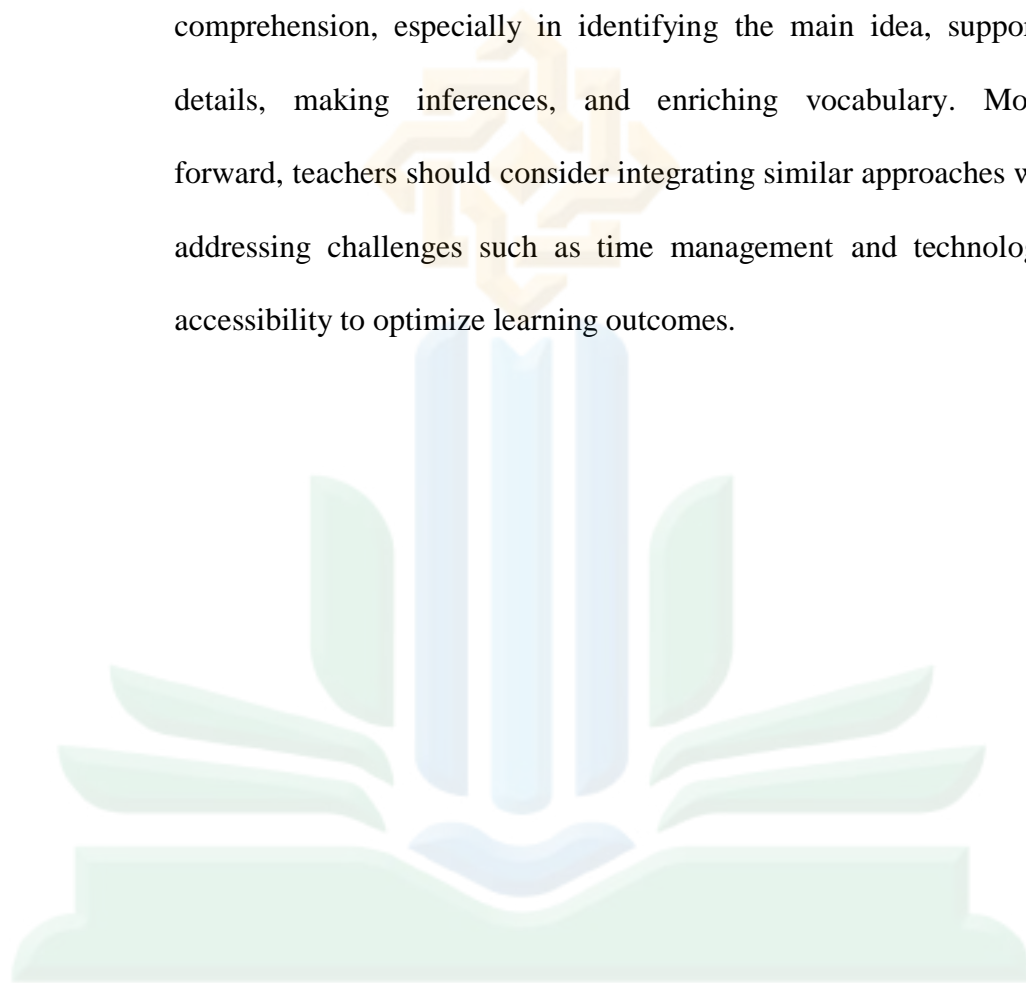 comprehension, especially in identifying the main idea, suppor
details, making inferences, and enriching vocabulary. Mo
forward, teachers should consider integrating similar approaches w
addressing challenges such as time management and technolog
accessibility to optimize learning outcomes.